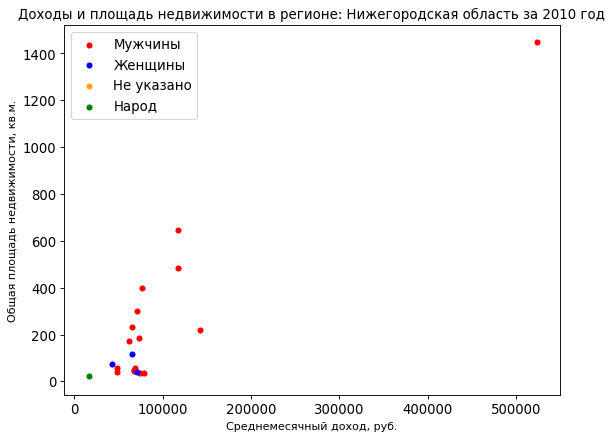 Доходы и площадь недвижимости в регионе: Нижегородская область за 2010 год
Мужчины
Женщины
Не указано
Народ
Общая площадь недвижимости, кв.м.
1400
1200
1000
800
600
400
200
0
0 100000 200000 300000 400000 500000
Среднемесячный доход, руб.